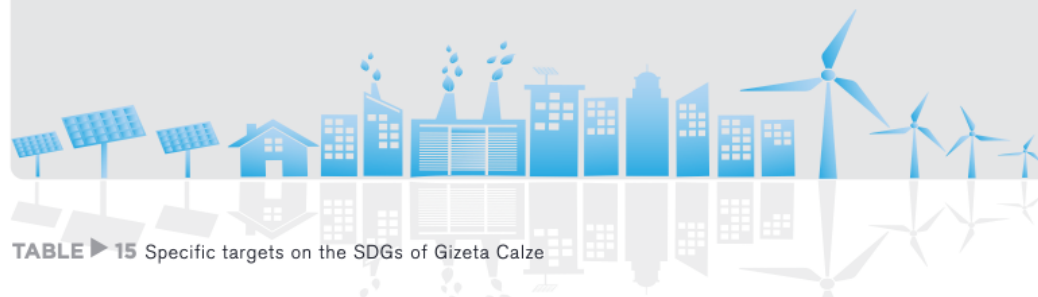 TABLE ▶ 15 Specific targets on the SDGs of Gizeta Calze